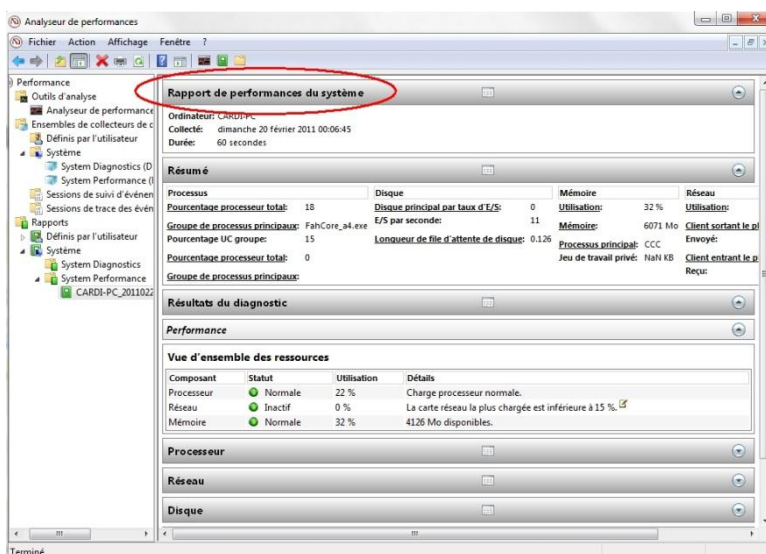 Analyseur de performances
Fichier Action Affichage Fenêtre ?
Performance
Outils d'analyse
Analyseur de performance
Ensembles de collecteurs de c
Définis par l'utilisateur
Système
System Diagnostics (D
System Performance (
Sessions de suivi d'événen
Sessions de trace des évén
Rapports
Définis par l'utilisateur
Système
System Diagnostics
System Performance
CARDI-PC_2011022
Rapport de performances du système
Ordinateur: CARDI-PC
Collecté: dimanche 20 février 2011 00:06:45
Durée: 60 secondes
Résumé
Processus Disque Mémoire Réseau
Pourcentage processeur total: 18 Disque principal par taux d'E/S: 0 Utilisation: 32 % Utilisation:
Groupe de processus principaux: FahCore_a4.exe E/S par seconde: 11 Mémoire: 6071 Mo Client sortant le pl
Pourcentage UC groupe: 15 Longueur de file d'attente de disque: 0.126 Processus principal: CCC Envoyé:
Pourcentage processeur total: 0 Jeu de travail privé: NaN KB Client entrant le p
Groupe de processus principaux: Reçu:
Résultats du diagnostic
Performance
Vue d'ensemble des ressources
Composant Statut Utilisation Détails
Processeur Normale 22 % Charge processeur normale.
Réseau Inactif 0 % La carte réseau la plus chargée est inférieure à 15 %.
Mémoire Normale 32 % 4126 Mo disponibles.
Processeur
Réseau
Disque
Terminé